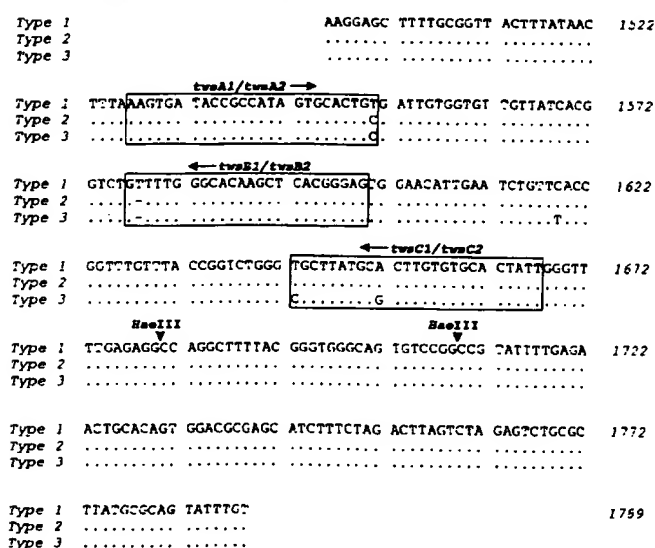 Type 1 AAGGAGC TTTTGCGGTT ACTTTATAAC 1522
Type 2 ....... .......... ..........
Type 3 ....... .......... ..........
twsA1/twsA2 →
Type 1 TTTAAAGTGA TACCGCCATA GTGCACTGTG ATTGTGGTGT TGTTATCACG 1572
Type 2 .......... .......... ........C. .......... ..........
Type 3 .......... .......... ........C. .......... ..........
← twsB1/twsB2
Type 1 GTCTGTTTTG GGCACAAGCT GAACATTGAA TCTGTTCACC 1622
Type 2 .....-.... .......... .......... .......... ..........
Type 3 .....-.... .......... .......... .......... ......T...
← twsC1/twsC2
Type 1 GGTTTGTTTA CCGGTCTGGG TGCTTATGCA CTTGTGTGCA CTATTGGGTT 1672
Type 2 .......... .......... .......... .......... ..........
Type 3 .......... .......... C.......G. .......... ..........
HaeIII HaeIII
Type 1 TTGAGAGGCC AGGCTTTTAC GGGTGGGCAG TGTCCGGCCG TATTTTGAGA 1722
Type 2 .......... .......... .......... .......... ..........
Type 3 .......... .......... .......... .......... ..........
Type 1 ACTGCACAGT GGACGCGAGC ATCTTTCTAG ACTTAGTCTA GAGTCTGCGC 1772
Type 2 .......... .......... .......... .......... ..........
Type 3 .......... .......... .......... .......... ..........
Type 1 TTATGCGCAG TATTTGT 1759
Type 2 .......... .......
Type 3 .......... .......